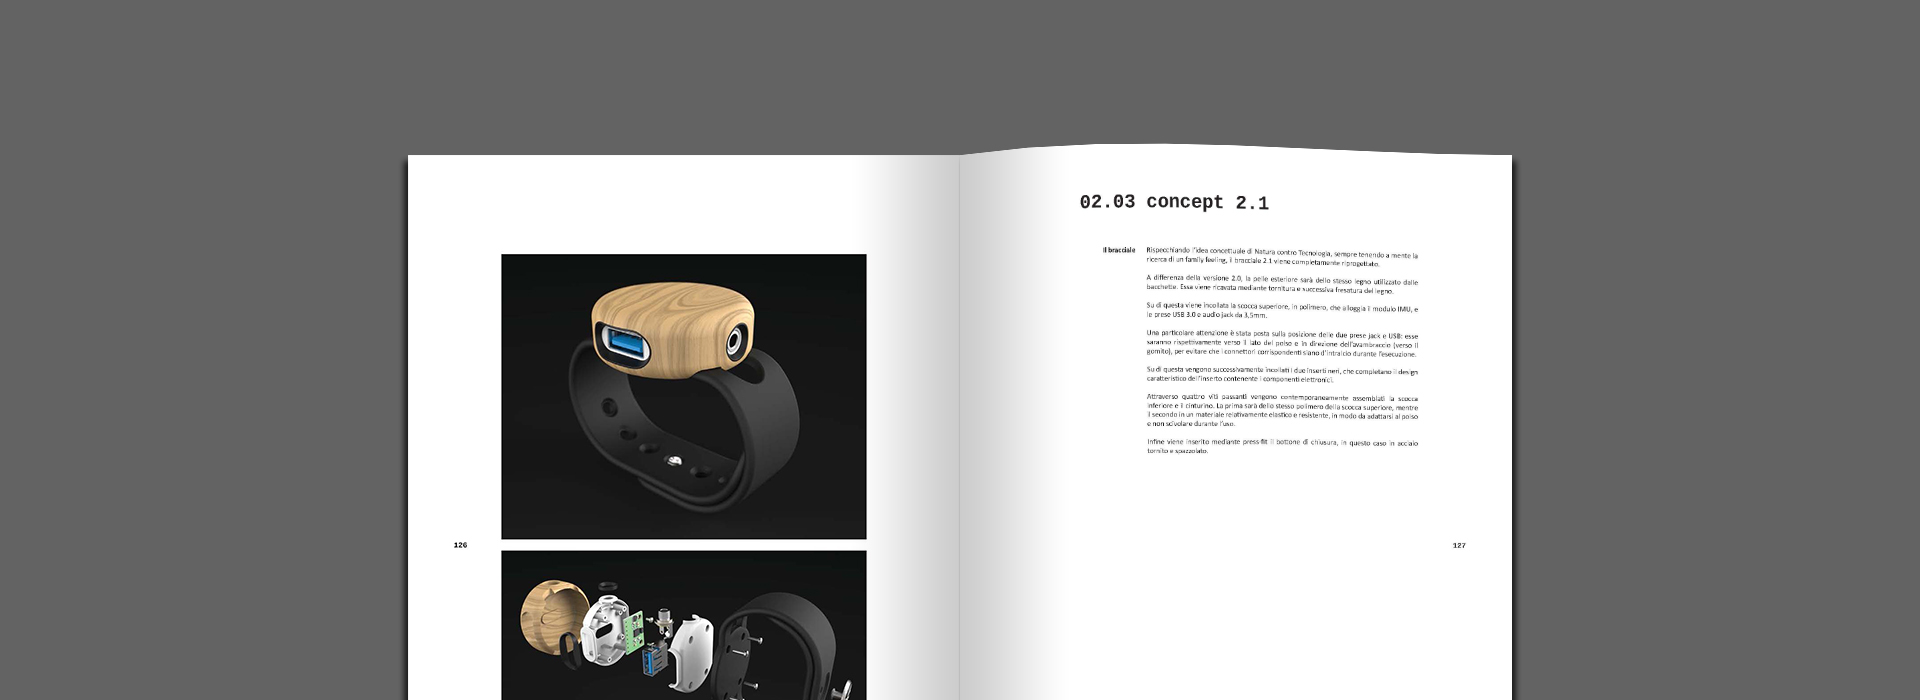 126
02.03 concept 2.1
Il bracciale
Rispecchiando l'idea concettuale di Natura contro Tecnologia, sempre tenendo a mente la
ricerca di un family feeling, il bracciale 2.1 viene completamente riprogettato.
A differenza della versione 2.0, la pelle esteriore sarà dello stesso legno utilizzato dalle
bacchette. Essa viene ricavata mediante tornitura e successiva fresatura del legno.
Su di questa viene incollata la scocca superiore, in polimero, che alloggia il modulo IMU, e
le prese USB 3.0 e audio jack da 3,5mm.
Una particolare attenzione è stata posta sulla posizione delle due prese jack e USB: esse
saranno rispettivamente verso il lato del polso e in direzione dell'avambraccio (verso il
gomito), per evitare che i connettori corrispondenti siano d'intralcio durante l'esecuzione.
Su di questa vengono successivamente incollati i due inserti neri, che completano il design
caratteristico dell'inserto contenente i componenti elettronici.
Attraverso quattro viti passanti vengono contemporaneamente assemblati la scocca
inferiore e il cinturino. La prima sarà dello stesso polimero della scocca superiore, mentre
il secondo in un materiale relativamente elastico e resistente, in modo da adattarsi al polso
e non scivolare durante l'uso.
Infine viene inserito mediante press-fit il bottone di chiusura, in questo caso in acciaio
tornito e spazzolato.
127